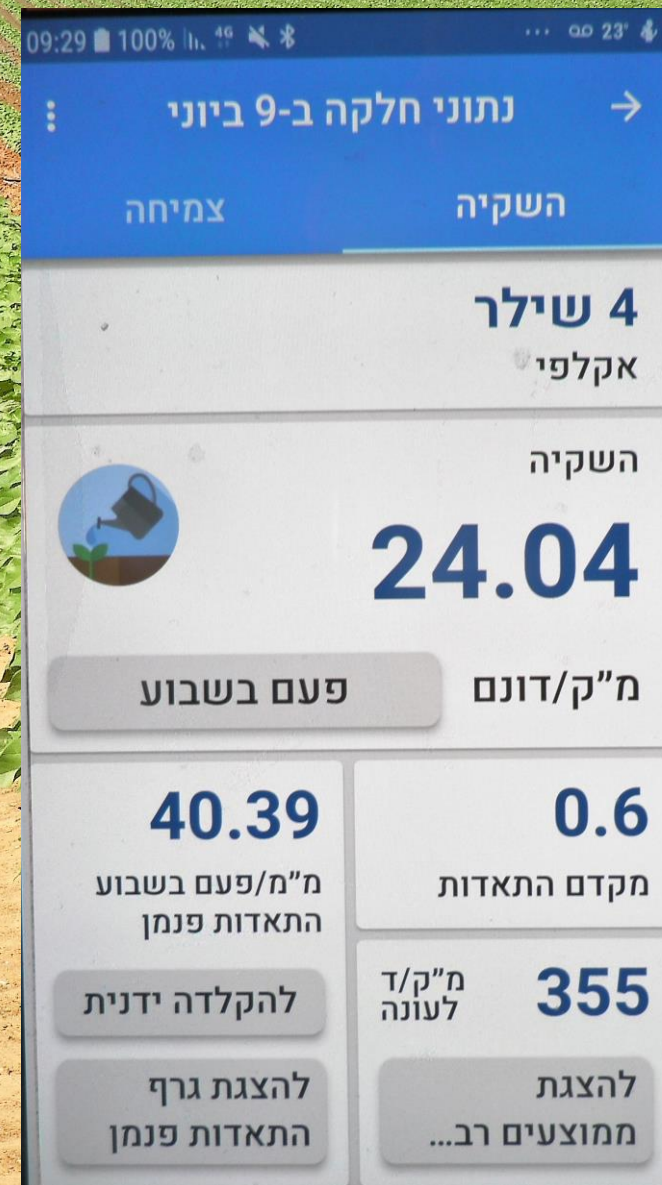 09:29 100% 4G ... 23°
נתוני חלקה ב-9 ביוני
השקיה
צמיחה
4 שילר
אקלפי
השקיה
24.04
מ"ק/דונם
פעם בשבוע
0.6
מקדם התאדות
40.39
מ"מ/פעם בשבוע
התאדות פנמן
להקלדה ידנית
להצגת גרף
התאדות פנמן
355
מ"ק/ד
לעונה
להצגת
ממוצעים רב...